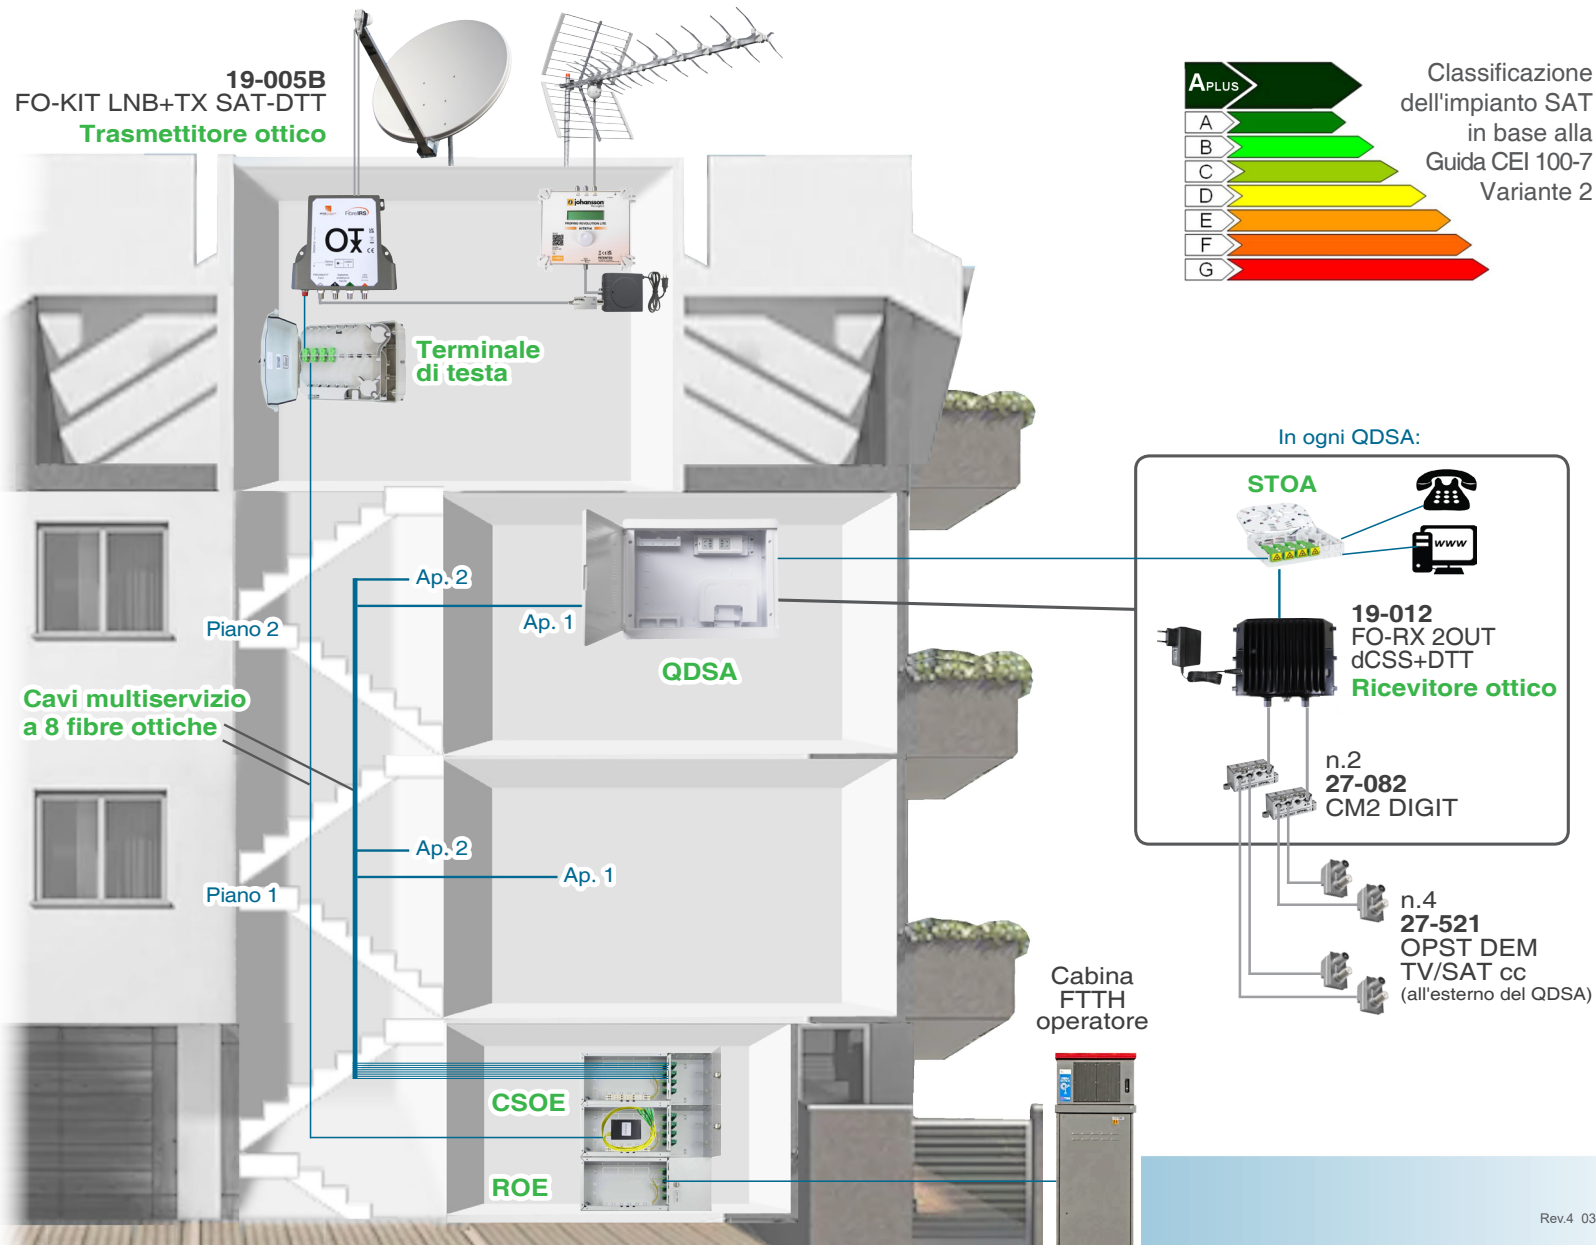 19-005B
FO-KIT LNB+TX SAT-DTT
Trasmettitore ottico
APLUS
A
B
C
D
E
F
G
Classificazione
dell'impianto SAT
in base alla
Guida CEI 100-7
Variante 2
johansson
OTx
FibreIRS
Terminale
di testa
In ogni QDSA:
STOA
www
19-012
FO-RX 2OUT
dCSS+DTT
Ricevitore ottico
n.2
27-082
CM2 DIGIT
n.4
27-521
OPST DEM
TV/SAT cc
(all'esterno del QDSA)
Ap. 2
Ap. 1
Piano 2
QDSA
Cavi multiservizio
a 8 fibre ottiche
Ap. 2
Ap. 1
Piano 1
Cabina
FTTH
operatore
CSOE
ROE
Rev.4 03